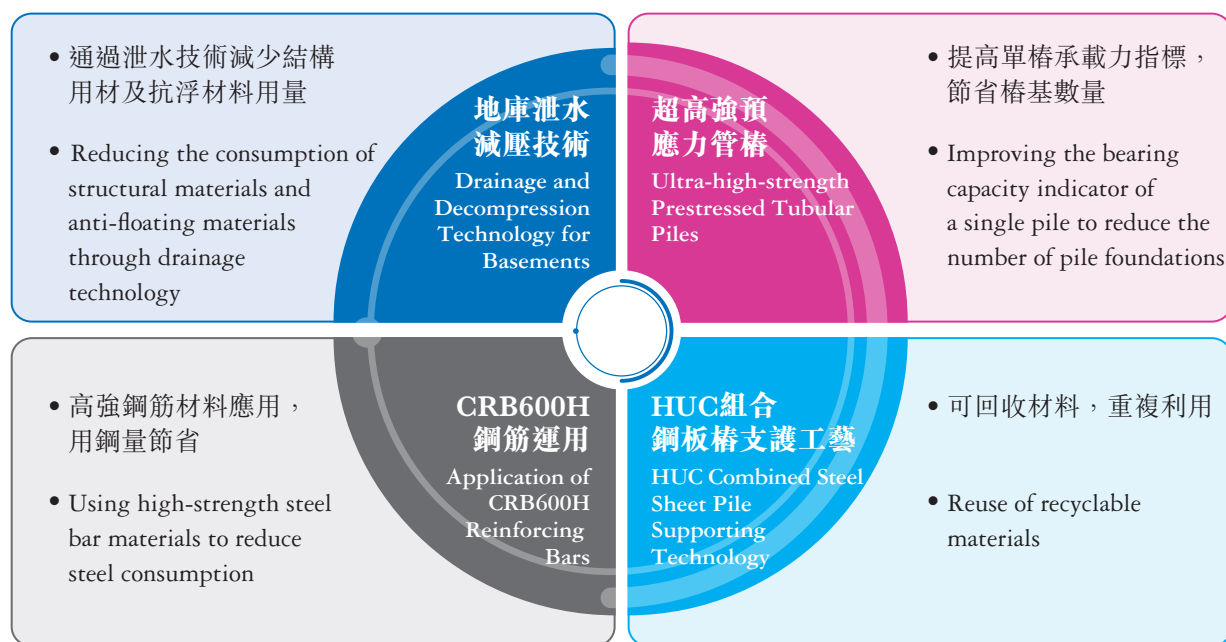 • 通過泄水技術減少結構
用材及抗浮材料用量
• Reducing the consumption of
structural materials and
anti-floating materials
through drainage
technology
地庫泄水
減壓技術
Drainage and
Decompression
Technology for
Basements
超高強預
應力管樁
Ultra-high-strength
Prestressed Tubular
Piles
• 提高單樁承載力指標，
節省樁基數量
• Improving the bearing
capacity indicator of
a single pile to reduce the
number of pile foundations
• 高強鋼筋材料應用，
用鋼量節省
• Using high-strength steel
bar materials to reduce
steel consumption
CRB600H
鋼筋運用
Application of
CRB600H
Reinforcing
Bars
HUC組合
鋼板樁支護工藝
HUC Combined Steel
Sheet Pile
Supporting
Technology
• 可回收材料，重複利用
• Reuse of recyclable
materials